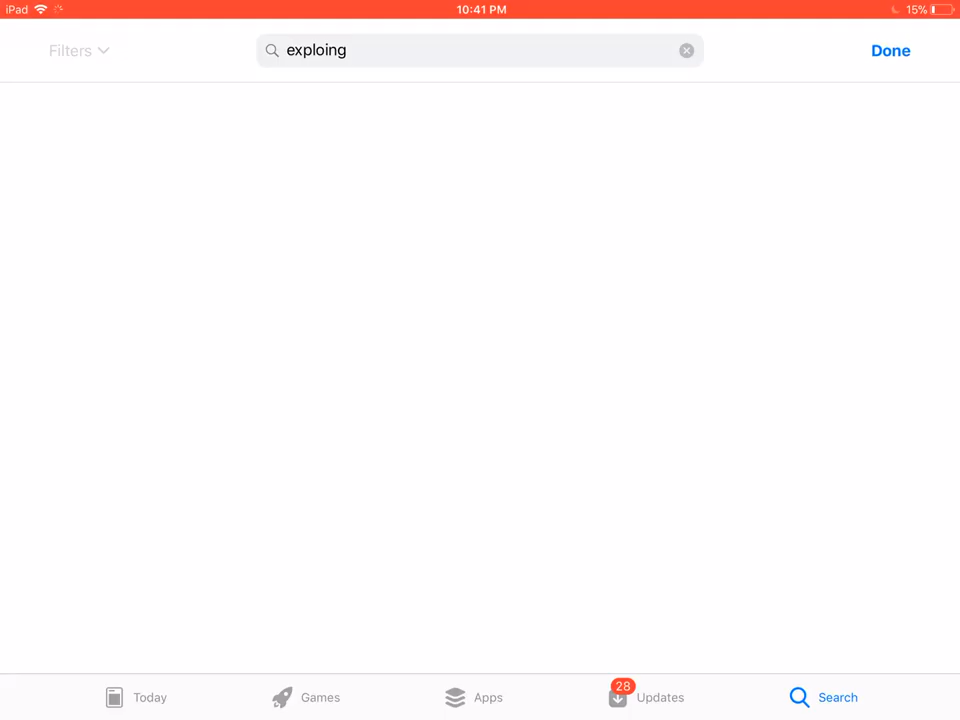 iPad 10:41 PM 15%
Filters exploing Done
Today Games Apps 28 Updates Search